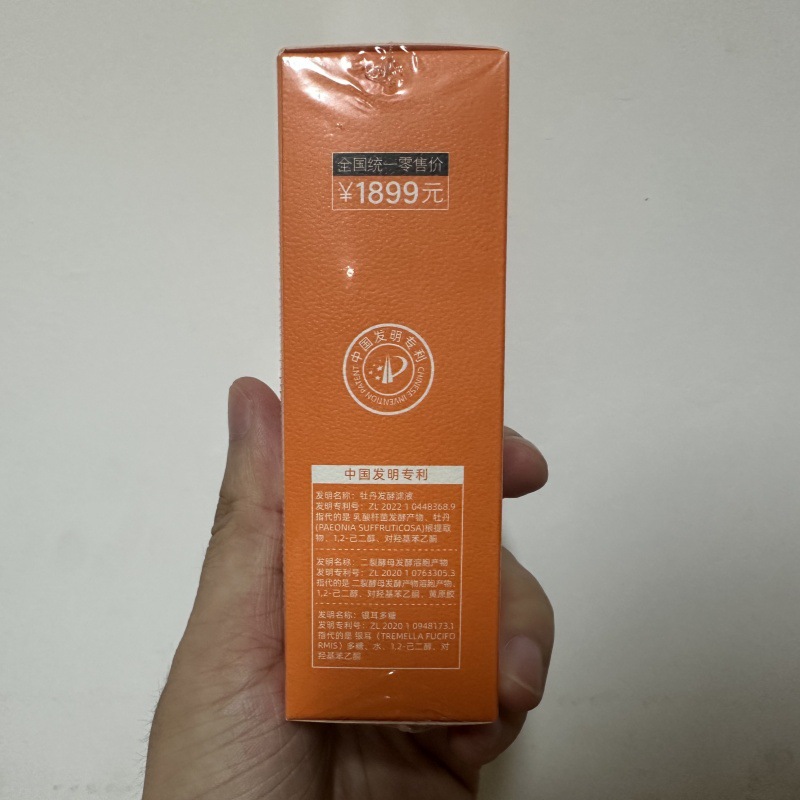 全国统一零售价
¥1899元
中国发明专利
CHINESE INVENTION PATENT
中国发明专利
发明名称：牡丹发酵滤液
发明专利号：ZL 2022 1 0448368.9
指代的是 乳酸杆菌发酵产物、牡丹
(PAEONIA SUFFRUTICOSA)根提取
物、1,2-己二醇、对羟基苯乙酮
发明名称：二裂酵母发酵溶胞产物
发明专利号：ZL 2020 1 0763305.3
指代的是 二裂酵母发酵产物溶胞产物、
1,2-己二醇、对羟基苯乙酮、黄原胶
发明名称：银耳多糖
发明专利号：ZL 2020 1 0948173.1
指代的是 银耳（TREMELLA FUCIFO
RMIS）多糖、水、1,2-己二醇、对
羟基苯乙酮